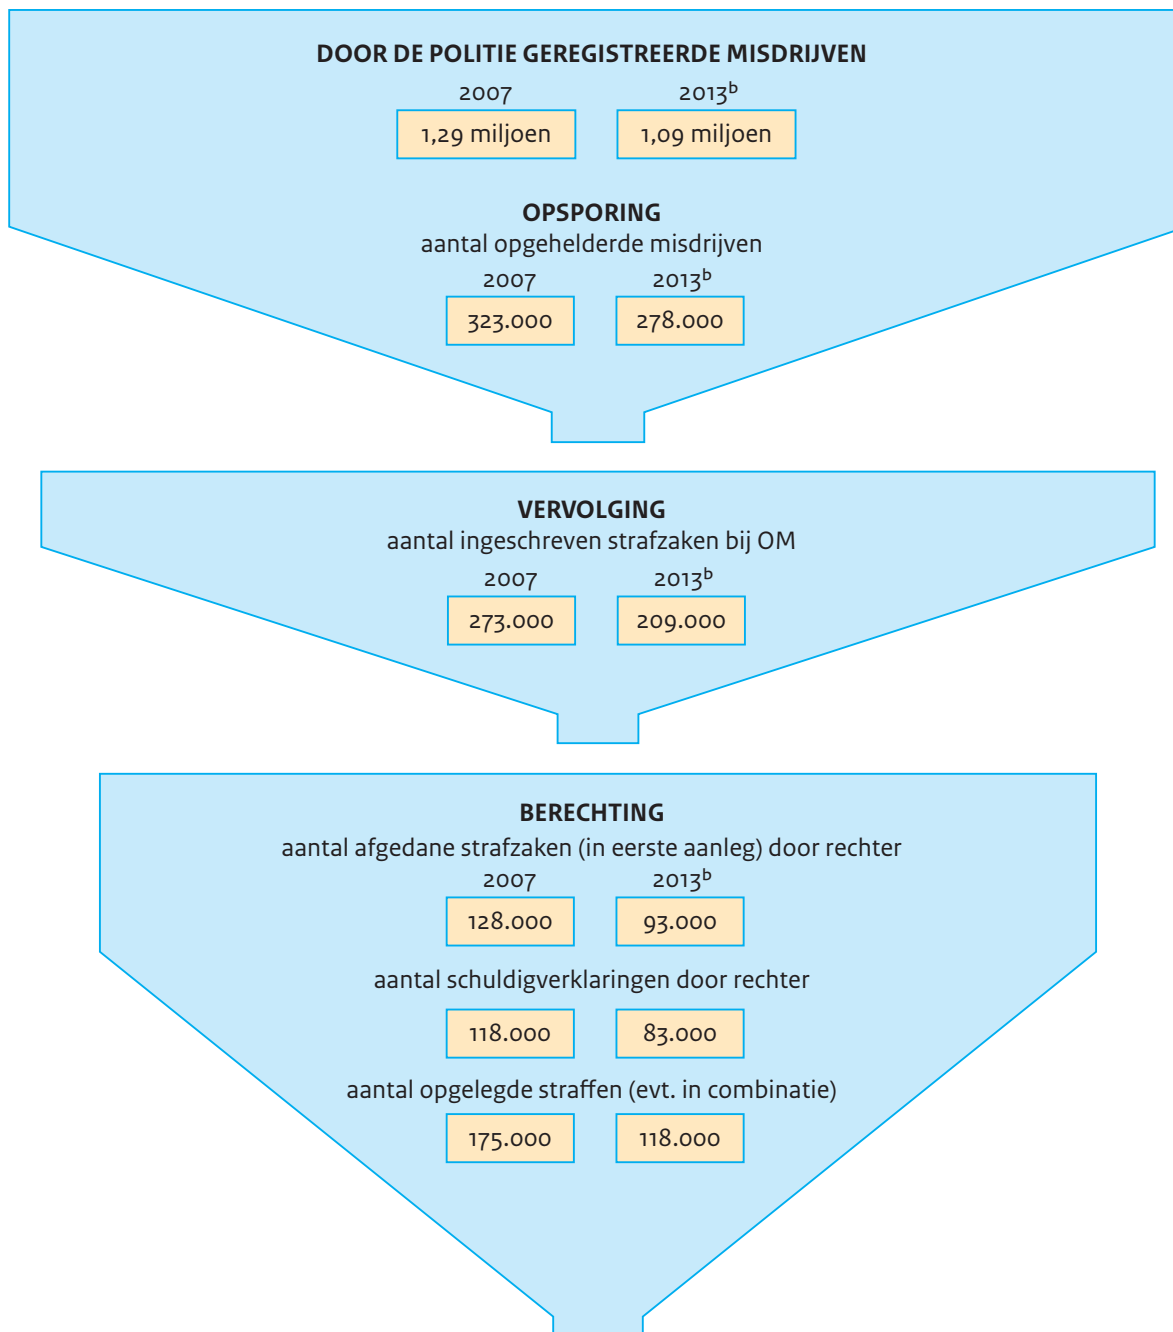 DOOR DE POLITIE GEREGISTREERDE MISDRIJVEN
2007 2013ᵇ
1,29 miljoen 1,09 miljoen
OPSPORING
aantal opgehelderde misdrijven
2007 2013ᵇ
323.000 278.000
VERVOLGING
aantal ingeschreven strafzaken bij OM
2007 2013ᵇ
273.000 209.000
BERECHTING
aantal afgedane strafzaken (in eerste aanleg) door rechter
2007 2013ᵇ
128.000 93.000
aantal schuldigverklaringen door rechter
118.000 83.000
aantal opgelegde straffen (evt. in combinatie)
175.000 118.000